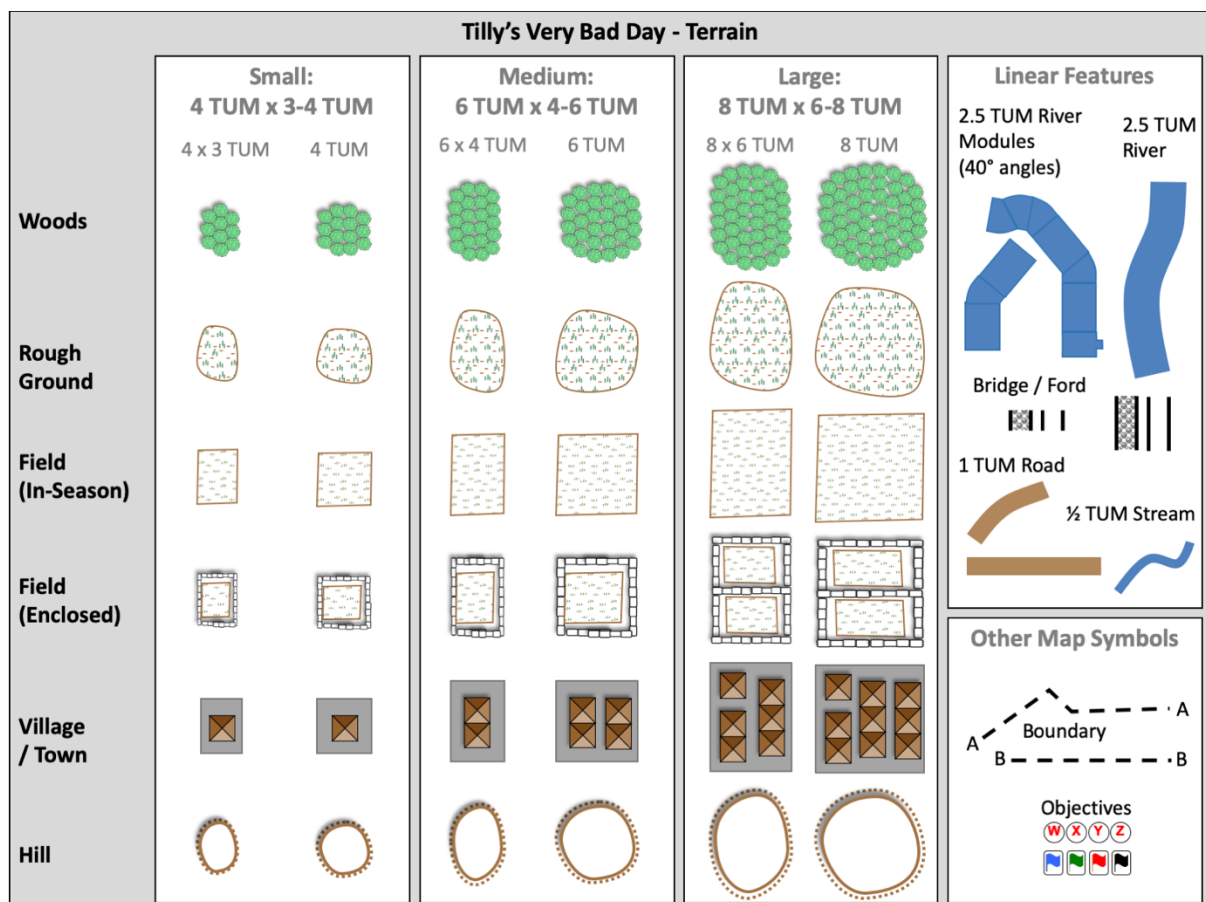 Tilly's Very Bad Day - Terrain
Small:
4 TUM x 3-4 TUM
4 x 3 TUM
4 TUM
Medium:
6 TUM x 4-6 TUM
6 x 4 TUM
6 TUM
Large:
8 TUM x 6-8 TUM
8 x 6 TUM
8 TUM
Woods
Rough
Ground
Field
(In-Season)
Field
(Enclosed)
Village
/ Town
Hill
Linear Features
2.5 TUM River
Modules
(40° angles)
2.5 TUM
River
Bridge / Ford
1 TUM Road
½ TUM Stream
Other Map Symbols
A
Boundary
A
B
B
Objectives
W X Y Z